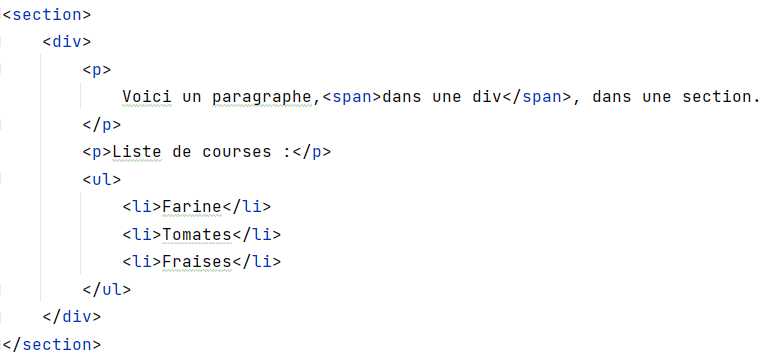 <section>
<div>
<p>
Voici un paragraphe,<span>dans une div</span>, dans une section.
</p>
<p>Liste de courses :</p>
<ul>
<li>Farine</li>
<li>Tomates</li>
<li>Fraises</li>
</ul>
</div>
</section>